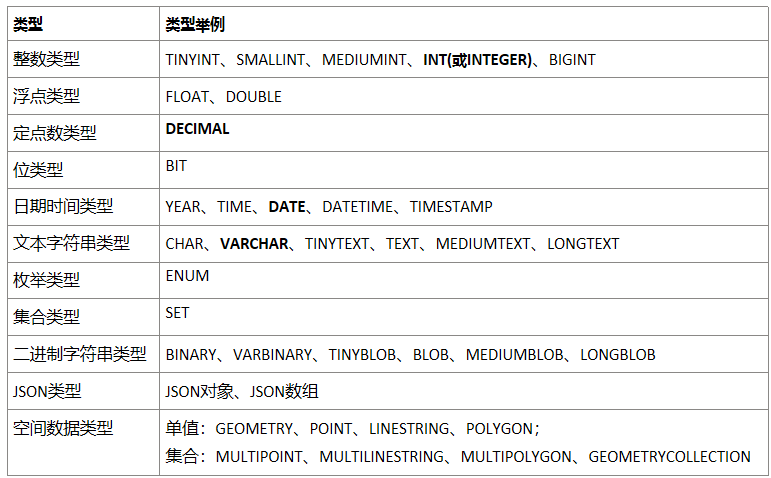 类型 类型举例
整数类型 TINYINT、SMALLINT、MEDIUMINT、INT(或INTEGER)、BIGINT
浮点类型 FLOAT、DOUBLE
定点数类型 DECIMAL
位类型 BIT
日期时间类型 YEAR、TIME、DATE、DATETIME、TIMESTAMP
文本字符串类型 CHAR、VARCHAR、TINYTEXT、TEXT、MEDIUMTEXT、LONGTEXT
枚举类型 ENUM
集合类型 SET
二进制字符串类型 BINARY、VARBINARY、TINYBLOB、BLOB、MEDIUMBLOB、LONGBLOB
JSON类型 JSON对象、JSON数组
空间数据类型 单值：GEOMETRY、POINT、LINESTRING、POLYGON；
集合：MULTIPOINT、MULTILINESTRING、MULTIPOLYGON、GEOMETRYCOLLECTION